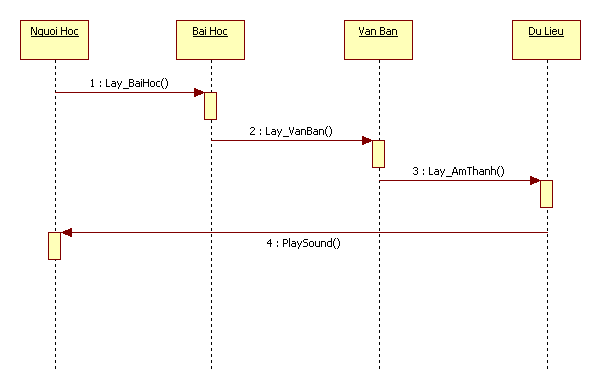 Nguoi Hoc
Bai Hoc
Van Ban
Du Lieu
1 : Lay_BaiHoc()
2 : Lay_VanBan()
3 : Lay_AmThanh()
4 : PlaySound()